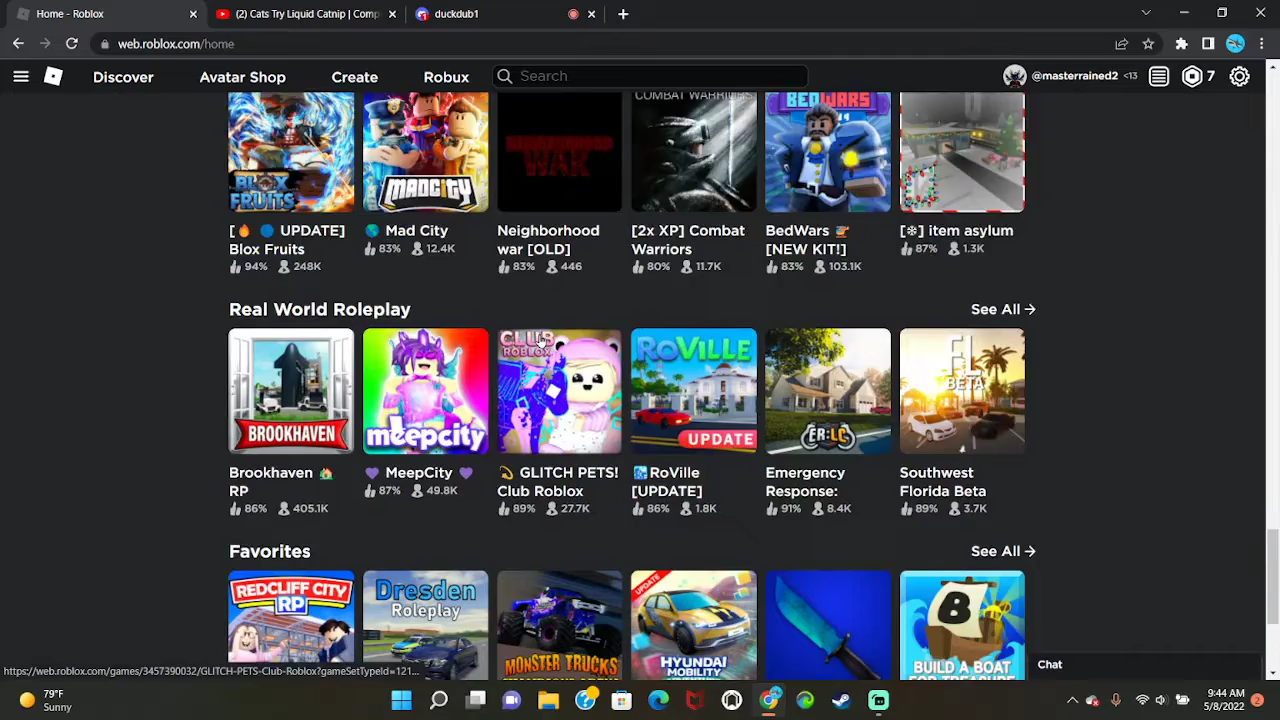 Home - Roblox
(2) Cats Try Liquid Catnip | Comp
duckdub1
web.roblox.com/home
Discover
Avatar Shop
Create
Robux
Search
@masterrained2 <13
7
BLOX FRUITS
MADCITY
NEIGHBORHOOD WAR
COMBAT WARRIORS
BEDWARS
[🔥 🔵 UPDATE] Blox Fruits
94% 248K
🌎 Mad City
83% 12.4K
Neighborhood war [OLD]
83% 446
[2x XP] Combat Warriors
80% 11.7K
BedWars 🚁 [NEW KIT!]
83% 103.1K
[❄] item asylum
87% 1.3K
Real World Roleplay
See All →
BROOKHAVEN
meepcity
CLUB ROBLOX
ROVILLE
UPDATE
ER:LC
FL
BETA
Brookhaven 🏠 RP
86% 405.1K
💜 MeepCity 💜
87% 49.8K
💫 GLITCH PETS! Club Roblox
89% 27.7K
RoVille [UPDATE]
86% 1.8K
Emergency Response:
91% 8.4K
Southwest Florida Beta
89% 3.7K
Favorites
See All →
REDCLIFF CITY
RP
Dresden
Roleplay
MONSTER TRUCKS
UPDATE
HYUNDAI
MOBILITY
B
BUILD A BOAT
FOR TREASURE
Chat
https://web.roblox.com/games/3457390032/GLITCH-PETS-Club-Roblox?gameSetTypeId=121...
79°F
Sunny
9:44 AM
5/8/2022
2